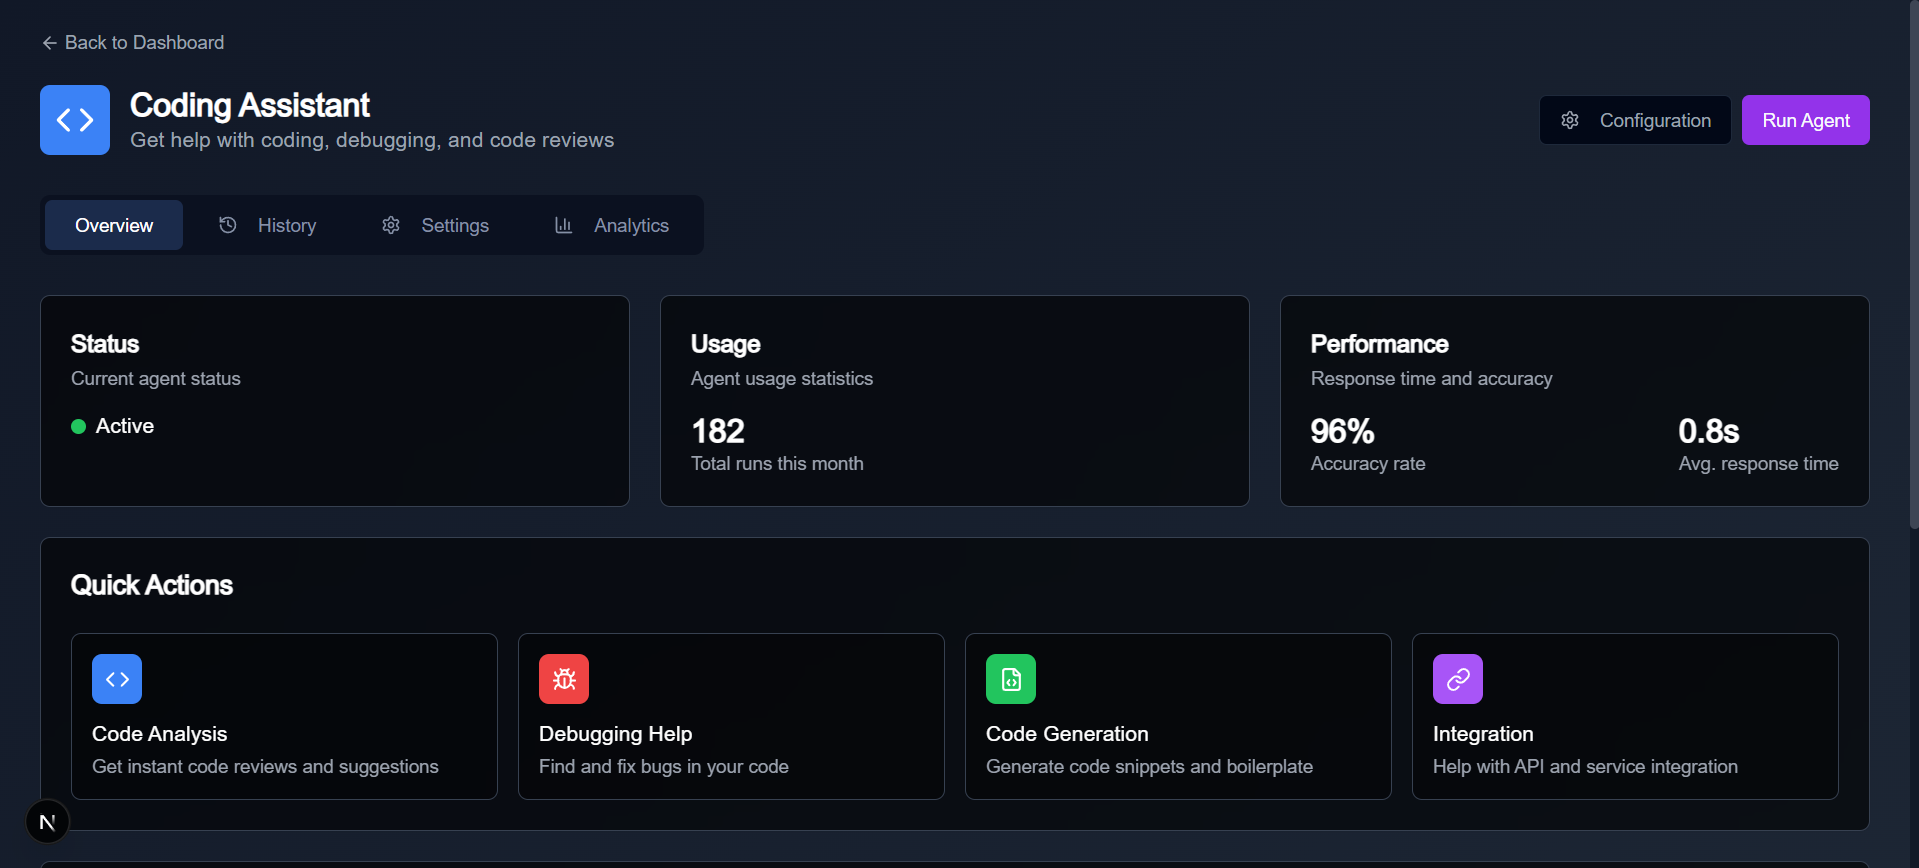 Back to Dashboard
Coding Assistant
Get help with coding, debugging, and code reviews
Configuration
Run Agent
Overview
History
Settings
Analytics
Status
Current agent status
Active
Usage
Agent usage statistics
182
Total runs this month
Performance
Response time and accuracy
96%
Accuracy rate
0.8s
Avg. response time
Quick Actions
Code Analysis
Get instant code reviews and suggestions
Debugging Help
Find and fix bugs in your code
Code Generation
Generate code snippets and boilerplate
Integration
Help with API and service integration
N